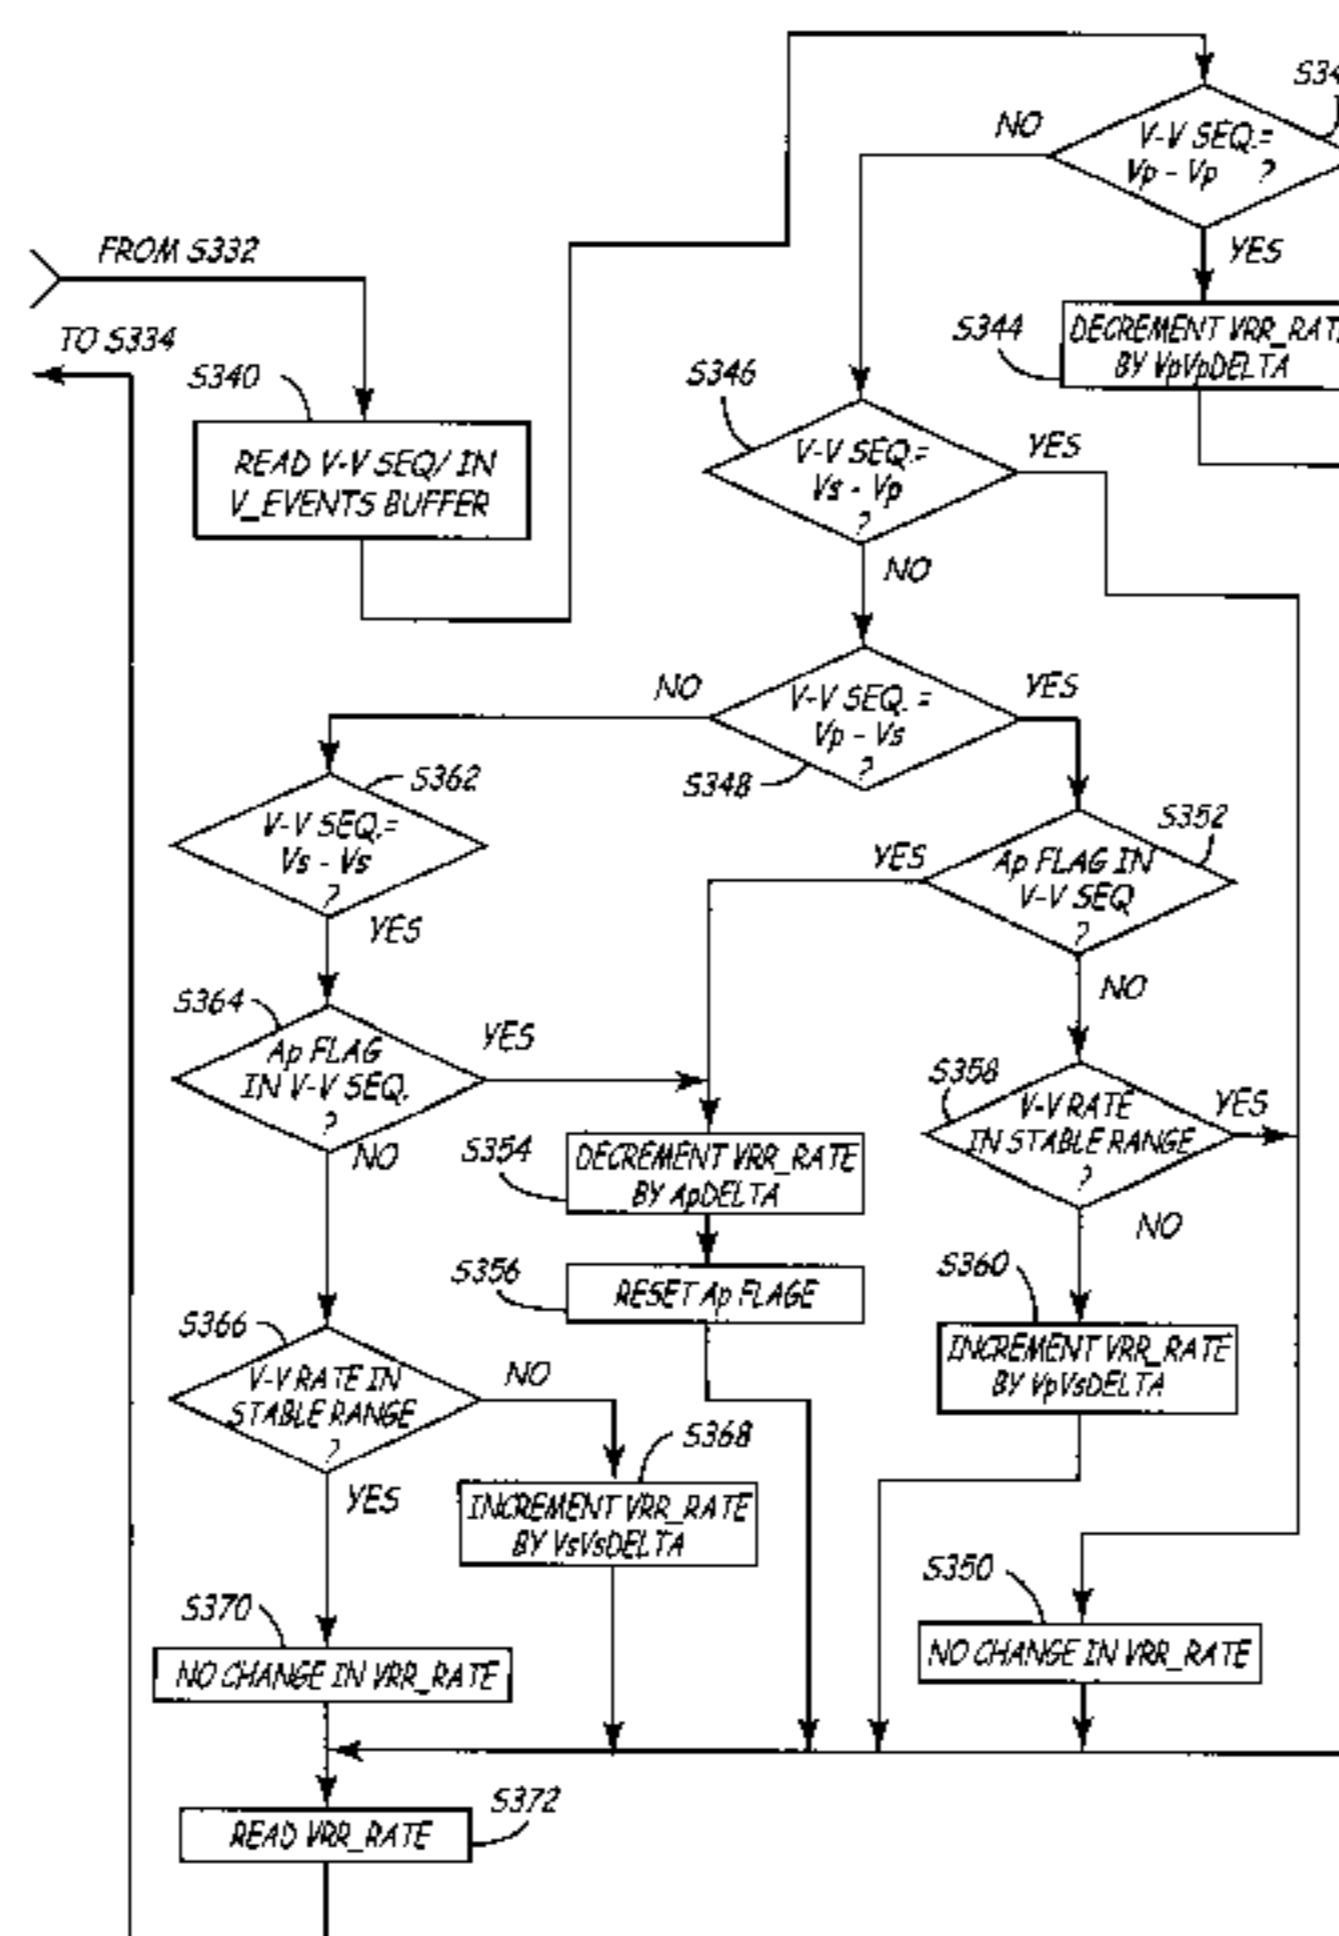 S34
NO
V-V SEQ.=
Vp - Vp ?
YES
FROM S332
TO S334
S344
DECREMENT VRR_RATE
BY VpVpDELTA
S340
READ V-V SEQ/ IN
V_EVENTS BUFFER
S346
V-V SEQ.=
Vs - Vp
?
YES
NO
NO
V-V SEQ. =
Vp - Vs
?
YES
S348
S362
V-V SEQ.=
Vs - Vs
?
YES
S352
YES
Ap FLAG IN
V-V SEQ
?
NO
S364
Ap FLAG
IN V-V SEQ.
?
YES
NO
S358
V-V RATE
IN STABLE RANGE
?
YES
NO
S354
DECREMENT VRR_RATE
BY ApDELTA
S356
RESET Ap FLAGE
S360
INCREMENT VRR_RATE
BY VpVsDELTA
S366
V-V RATE IN
STABLE RANGE
?
NO
YES
S368
INCREMENT VRR_RATE
BY VsVsDELTA
S350
NO CHANGE IN VRR_RATE
S370
NO CHANGE IN VRR_RATE
S372
READ VRR_RATE